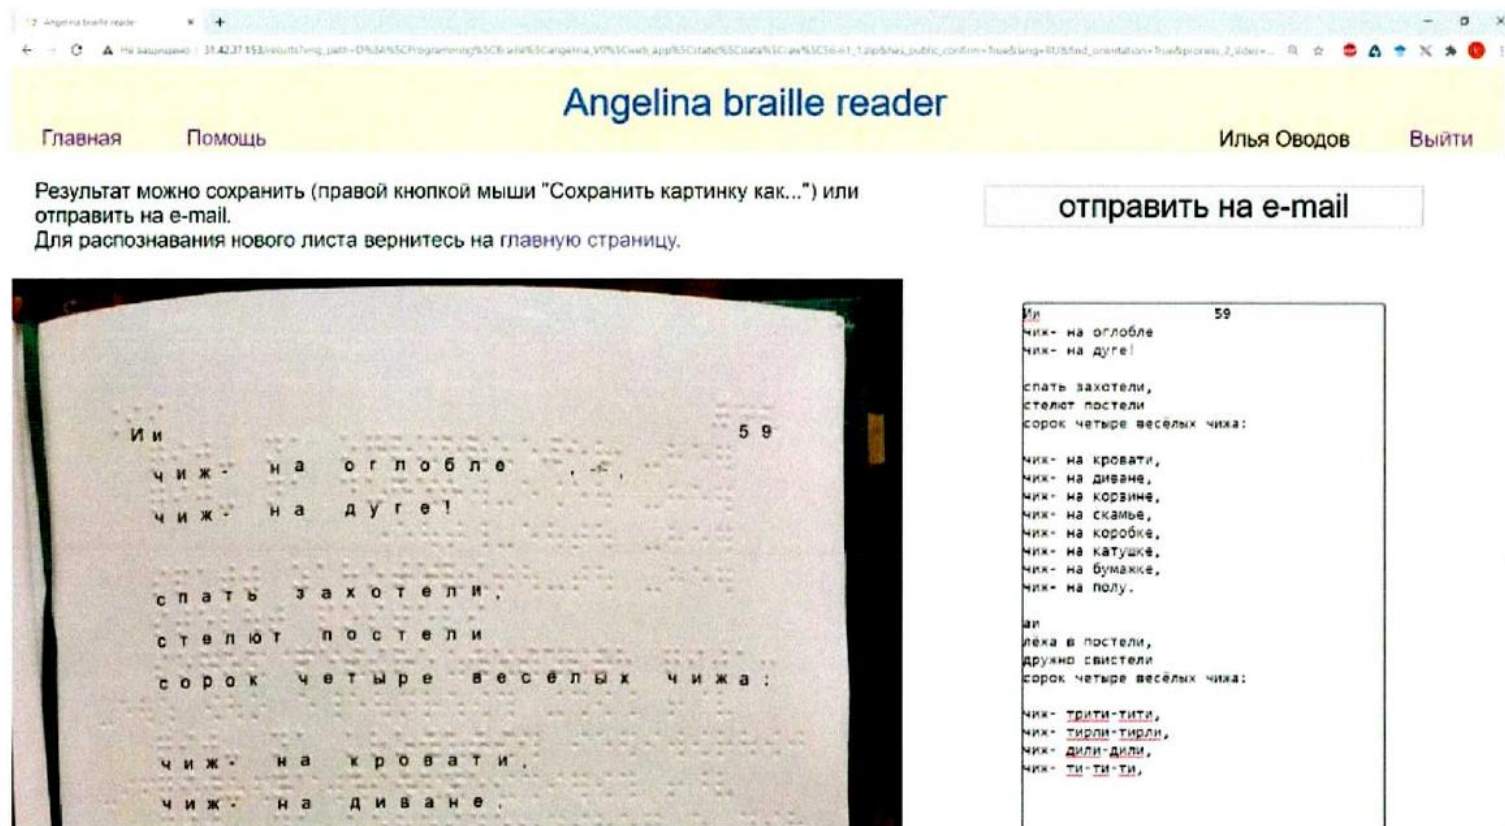 Angelina braille reader
Angelina braille reader
Главная Помощь Илья Оводов Выйти
Результат можно сохранить (правой кнопкой мыши "Сохранить картинку как...") или
отправить на e-mail.
Для распознавания нового листа вернитесь на главную страницу.
отправить на e-mail
Ии 59
чиж- на оглобле
чиж- на дуге!
спать захотели,
стелют постели
сорок четыре весёлых чижа:
чиж- на кровати,
чиж- на диване,
Ии 59
чиж- на оглобле
чиж- на дуге!
спать захотели,
стелют постели
сорок четыре весёлых чижа:
чиж- на кровати,
чиж- на диване,
чиж- на корзине,
чиж- на скамье,
чиж- на коробке,
чиж- на катушке,
чиж- на бумажке,
чиж- на полу.
аи
лёжа в постели,
дружно свистели
сорок четыре весёлых чижа:
чиж- трити-тити,
чиж- тирли-тирли,
чиж- дили-дили,
чиж- ти-ти-ти,